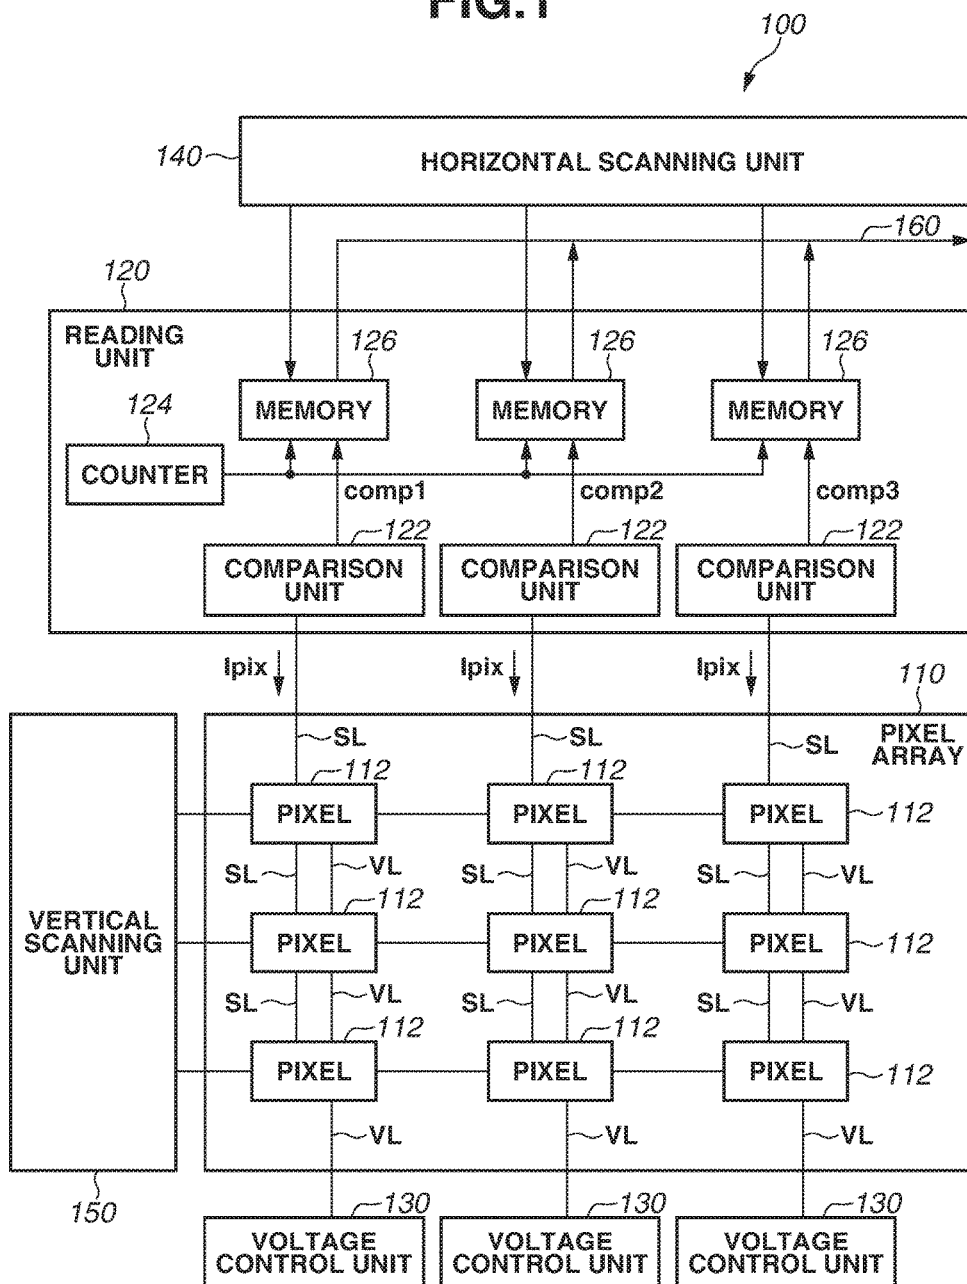 FIG.1
100
140
HORIZONTAL SCANNING UNIT
160
120
READING
UNIT
126
126
126
124
MEMORY
MEMORY
MEMORY
COUNTER
comp1
comp2
comp3
122
122
122
COMPARISON
UNIT
COMPARISON
UNIT
COMPARISON
UNIT
Ipix
Ipix
Ipix
110
PIXEL
ARRAY
SL
SL
SL
112
112
PIXEL
PIXEL
PIXEL
112
SL
VL
SL
VL
SL
VL
112
112
VERTICAL
SCANNING
UNIT
PIXEL
PIXEL
PIXEL
112
SL
VL
SL
VL
SL
VL
112
112
PIXEL
PIXEL
PIXEL
112
VL
VL
VL
150
130
130
130
VOLTAGE
CONTROL UNIT
VOLTAGE
CONTROL UNIT
VOLTAGE
CONTROL UNIT